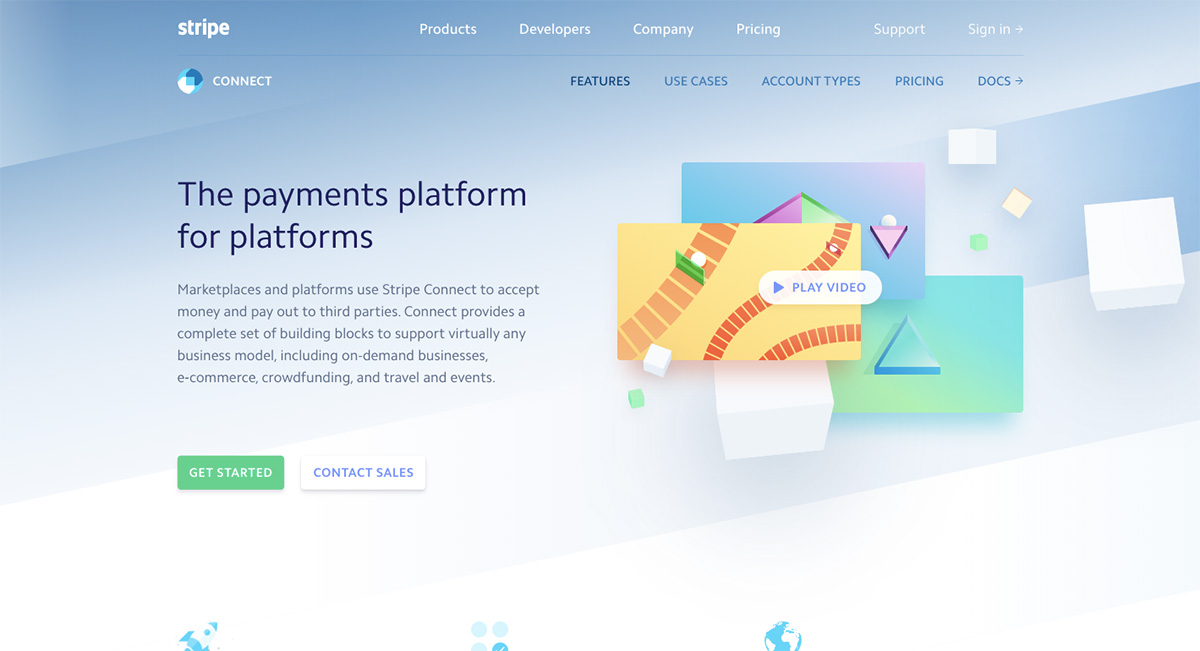 stripe
Products Developers Company Pricing Support Sign in →
CONNECT
FEATURES USE CASES ACCOUNT TYPES PRICING DOCS →
The payments platform
for platforms
Marketplaces and platforms use Stripe Connect to accept
money and pay out to third parties. Connect provides a
complete set of building blocks to support virtually any
business model, including on-demand businesses,
e-commerce, crowdfunding, and travel and events.
PLAY VIDEO
GET STARTED CONTACT SALES